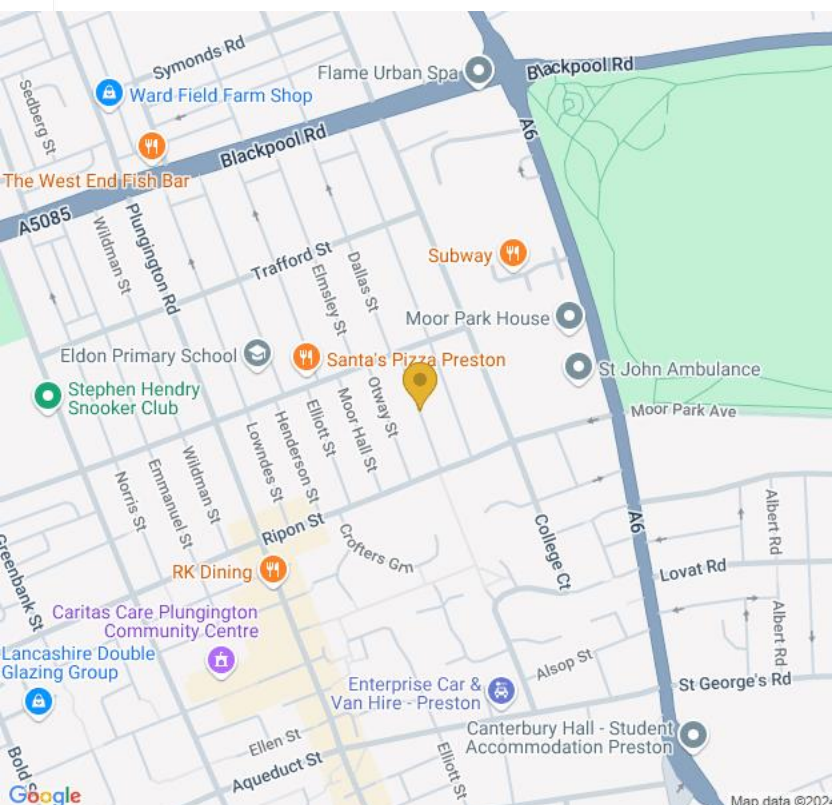 Symonds Rd
Flame Urban Spa
Blackpool Rd
Sedberg St
Ward Field Farm Shop
Blackpool Rd
A6
The West End Fish Bar
A5085
Wildman St
Plungington Rd
Trafford St
Elmsley St
Dallas St
Subway
Moor Park House
Eldon Primary School
Santa's Pizza Preston
St John Ambulance
Stephen Hendry
Snooker Club
Otway St
Moor Hall St
Elliott St
Henderson St
Lowndes St
Moor Park Ave
Norris St
Emmanuel St
Wildman St
Ripon St
Crofters Grn
College Ct
A6
Albert Rd
Greenbank St
RK Dining
Lovat Rd
Caritas Care Plungington
Community Centre
Albert Rd
Lancashire Double
Glazing Group
Alsop St
Enterprise Car &
Van Hire - Preston
St George's Rd
Canterbury Hall - Student
Accommodation Preston
Ellen St
Aqueduct St
Elliott St
Bold S
Google
Map data ©2024